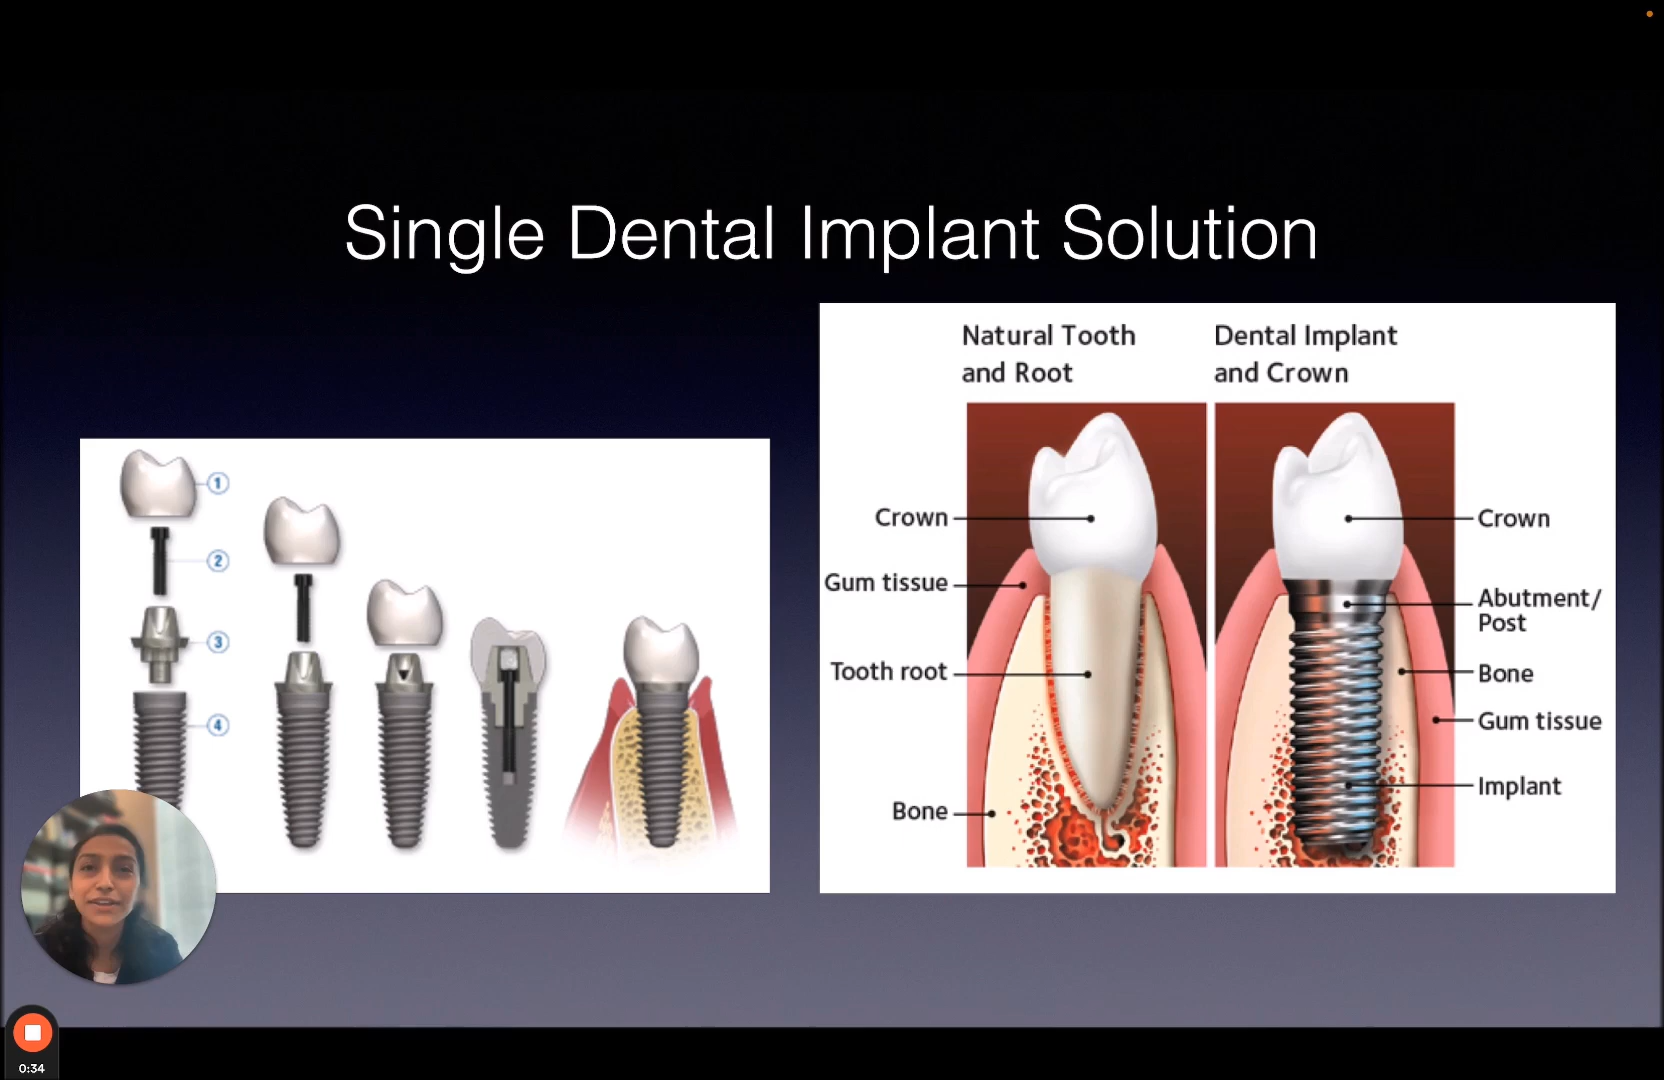 Single Dental Implant Solution
1
2
3
4
Natural Tooth
and Root
Dental Implant
and Crown
Crown
Gum tissue
Tooth root
Bone
Crown
Abutment/
Post
Bone
Gum tissue
Implant
0:34